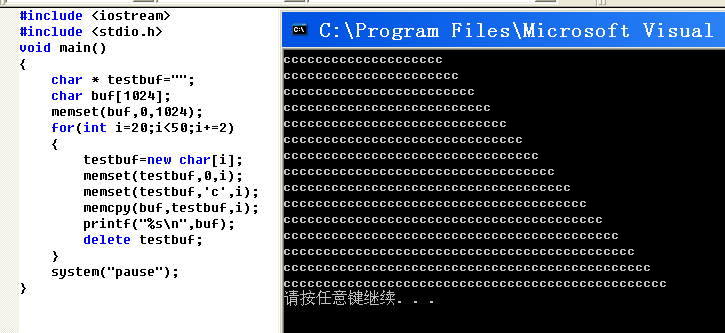 #include <iostream>
#include <stdio.h>
void main()
{
    char * testbuf="";
    char buf[1024];
    memset(buf,0,1024);
    for(int i=20;i<50;i+=2)
    {
        testbuf=new char[i];
        memset(testbuf,0,i);
        memset(testbuf,'c',i);
        memcpy(buf,testbuf,i);
        printf("%s\n",buf);
        delete testbuf;
    }
    system("pause");
}
C:\Program Files\Microsoft Visual
cccccccccccccccccccc
cccccccccccccccccccccc
cccccccccccccccccccccccc
cccccccccccccccccccccccccc
cccccccccccccccccccccccccccc
cccccccccccccccccccccccccccccc
cccccccccccccccccccccccccccccccc
cccccccccccccccccccccccccccccccccc
cccccccccccccccccccccccccccccccccccc
cccccccccccccccccccccccccccccccccccccc
cccccccccccccccccccccccccccccccccccccccc
cccccccccccccccccccccccccccccccccccccccccc
cccccccccccccccccccccccccccccccccccccccccccc
cccccccccccccccccccccccccccccccccccccccccccccc
cccccccccccccccccccccccccccccccccccccccccccccccc
请按任意键继续. . .